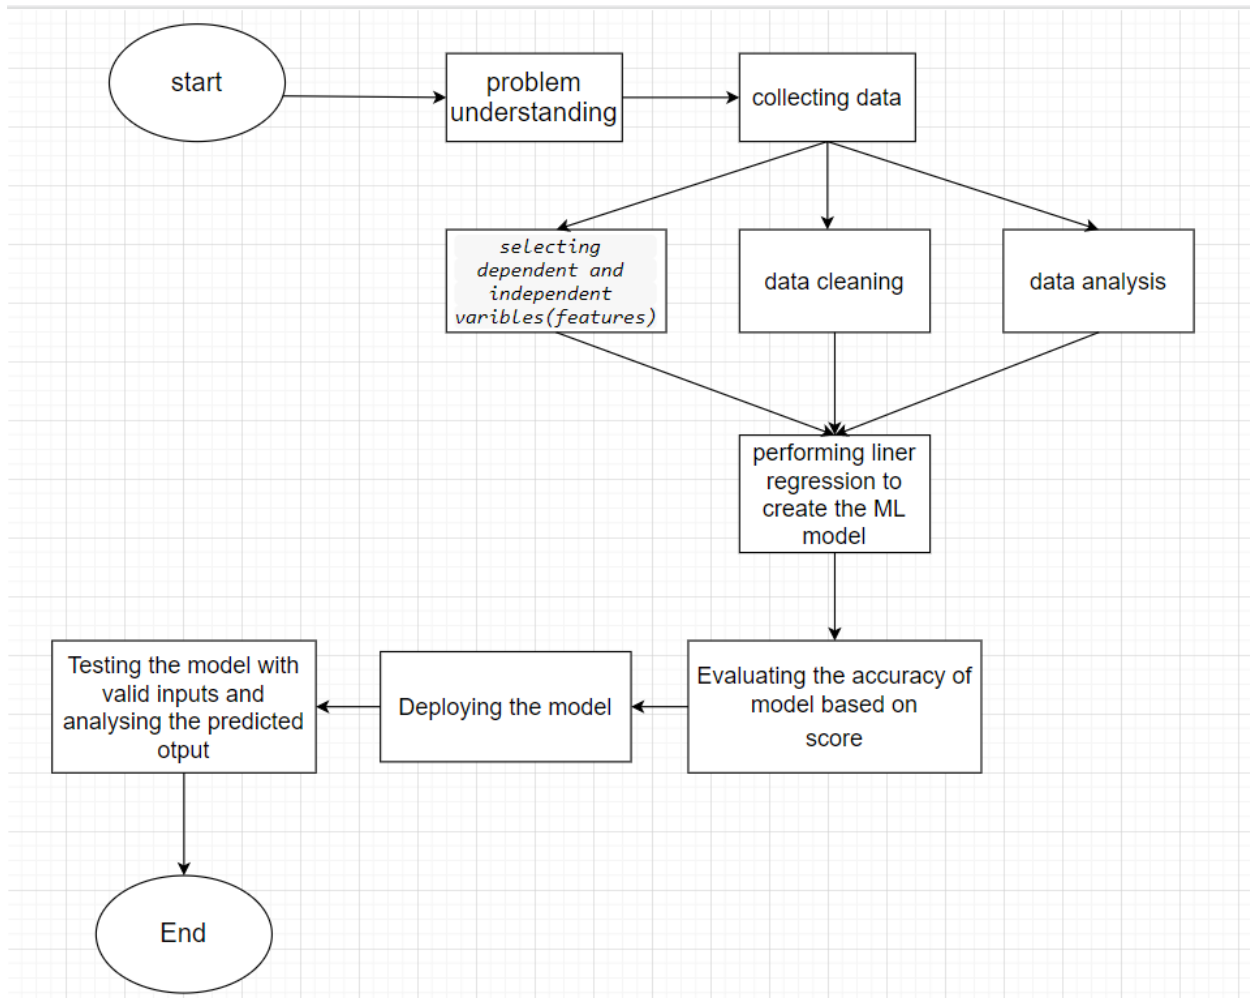 start
problem
understanding
collecting data
selecting
dependent and
independent
varibles(features)
data cleaning
data analysis
performing liner
regression to
create the ML
model
Evaluating the accuracy of
model based on
score
Deploying the model
Testing the model with
valid inputs and
analysing the predicted
otput
End